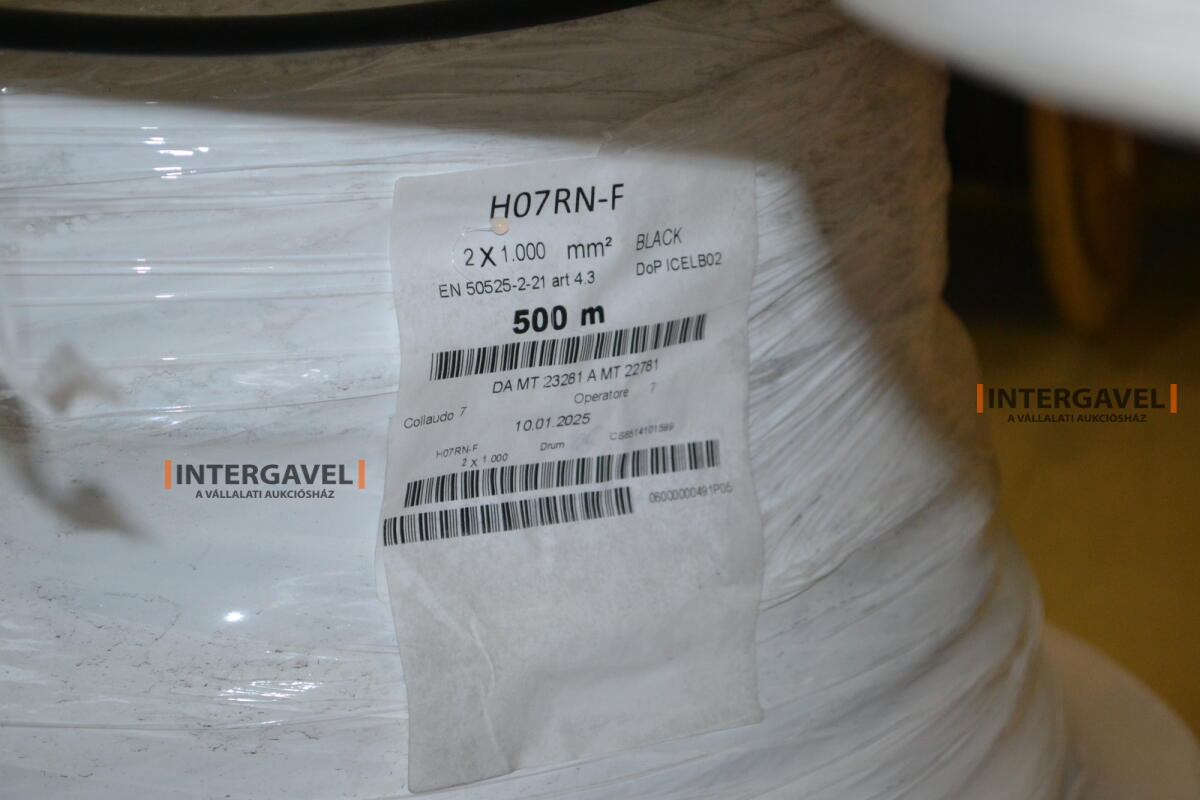 H07RN-F
2 X 1.000 mm² BLACK
EN 50525-2-21 art 4.3 DoP ICELB02
500 m
DA MT 23281 A MT 22781
Collaudo 7 Operatore 7
10.01.2025
H07RN-F Drum CS6514101599
2 X 1.000
06000000491P05
INTERGAVEL
A VÁLLALATI AUKCIÓSHÁZ
INTERGAVEL
A VÁLLALATI AUKCIÓSHÁZ